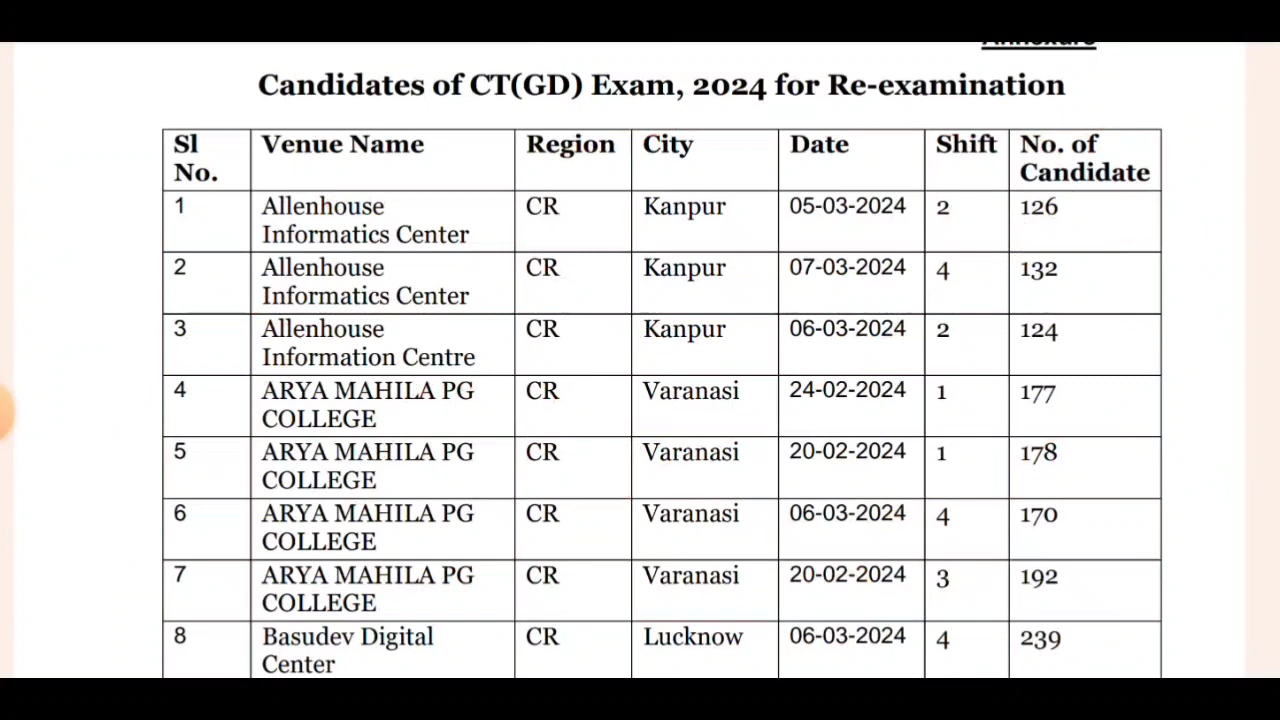 Annexure
Candidates of CT(GD) Exam, 2024 for Re-examination
Sl No. Venue Name Region City Date Shift No. of Candidate
1 Allenhouse Informatics Center CR Kanpur 05-03-2024 2 126
2 Allenhouse Informatics Center CR Kanpur 07-03-2024 4 132
3 Allenhouse Information Centre CR Kanpur 06-03-2024 2 124
4 ARYA MAHILA PG COLLEGE CR Varanasi 24-02-2024 1 177
5 ARYA MAHILA PG COLLEGE CR Varanasi 20-02-2024 1 178
6 ARYA MAHILA PG COLLEGE CR Varanasi 06-03-2024 4 170
7 ARYA MAHILA PG COLLEGE CR Varanasi 20-02-2024 3 192
8 Basudev Digital Center CR Lucknow 06-03-2024 4 239